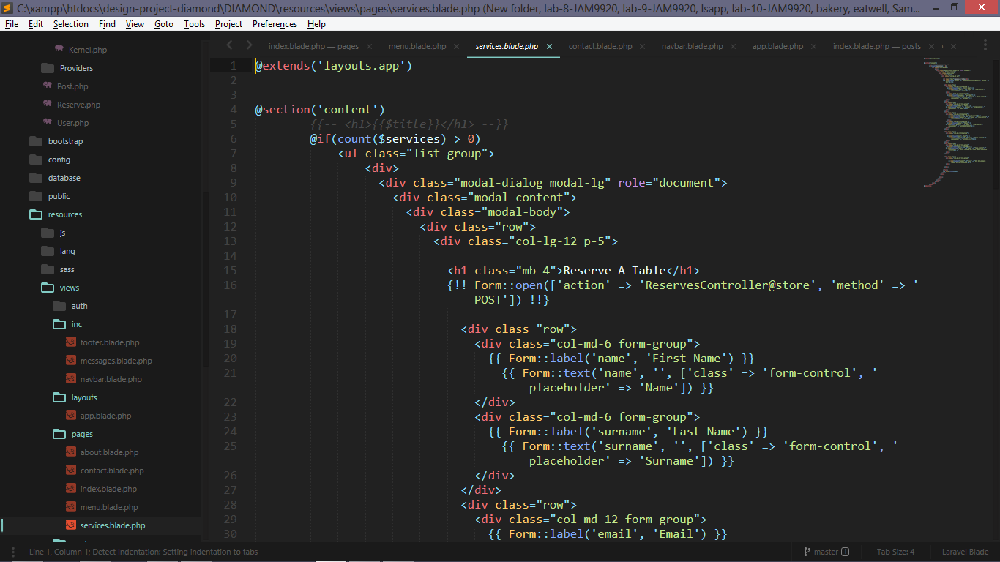 C:\xampp\htdocs\design-project-diamond\DIAMOND\resources\views\pages\services.blade.php (New folder, lab-8-JAM9920, lab-9-JAM9920, lsapp, lab-10-JAM9920, bakery, eatwell, Sam...
File Edit Selection Find View Goto Tools Project Preferences Help
Kernel.php
Providers
Post.php
Reserve.php
User.php
bootstrap
config
database
public
resources
js
lang
sass
views
auth
inc
footer.blade.php
messages.blade.php
navbar.blade.php
layouts
app.blade.php
pages
about.blade.php
contact.blade.php
index.blade.php
menu.blade.php
services.blade.php
index.blade.php — pages menu.blade.php services.blade.php contact.blade.php navbar.blade.php app.blade.php index.blade.php — posts
1 @extends('layouts.app')
2
3
4 @section('content')
5 {{-- <h1>{{$title}}</h1> --}}
6 @if(count($services) > 0)
7 <ul class="list-group">
8 <div>
9 <div class="modal-dialog modal-lg" role="document">
10 <div class="modal-content">
11 <div class="modal-body">
12 <div class="row">
13 <div class="col-lg-12 p-5">
14
15 <h1 class="mb-4">Reserve A Table</h1>
16 {!! Form::open(['action' => 'ReservesController@store', 'method' => '
POST']) !!}
17
18 <div class="row">
19 <div class="col-md-6 form-group">
20 {{ Form::label('name', 'First Name') }}
21 {{ Form::text('name', '', ['class' => 'form-control', '
placeholder' => 'Name']) }}
22 </div>
23 <div class="col-md-6 form-group">
24 {{ Form::label('surname', 'Last Name') }}
25 {{ Form::text('surname', '', ['class' => 'form-control', '
placeholder' => 'Surname']) }}
26 </div>
27 </div>
28 <div class="row">
29 <div class="col-md-12 form-group">
30 {{ Form::label('email', 'Email') }}
Line 1, Column 1; Detect Indentation: Setting indentation to tabs
master 1 Tab Size: 4 Laravel Blade